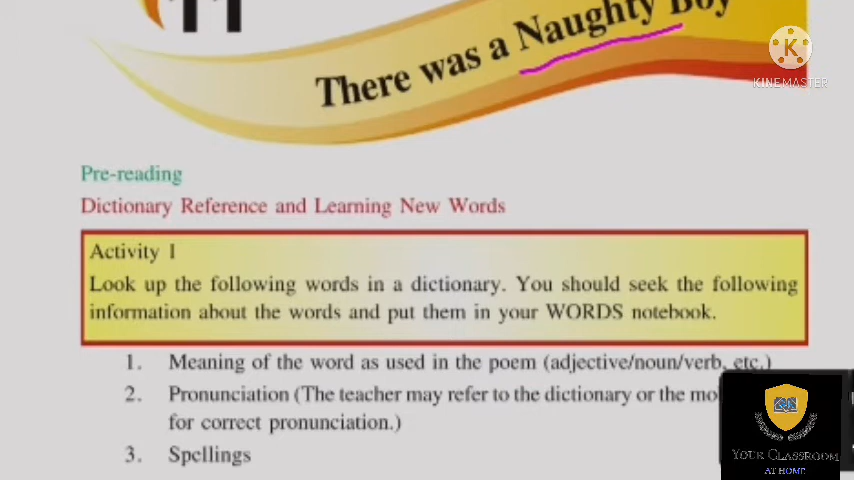 11
There was a Naughty Boy
KINEMASTER
Pre-reading
Dictionary Reference and Learning New Words
Activity 1
Look up the following words in a dictionary. You should seek the following
information about the words and put them in your WORDS notebook.
1. Meaning of the word as used in the poem (adjective/noun/verb, etc.)
2. Pronunciation (The teacher may refer to the dictionary or the
for correct pronunciation.)
3. Spellings
YOUR CLASSROOM
AT HOME